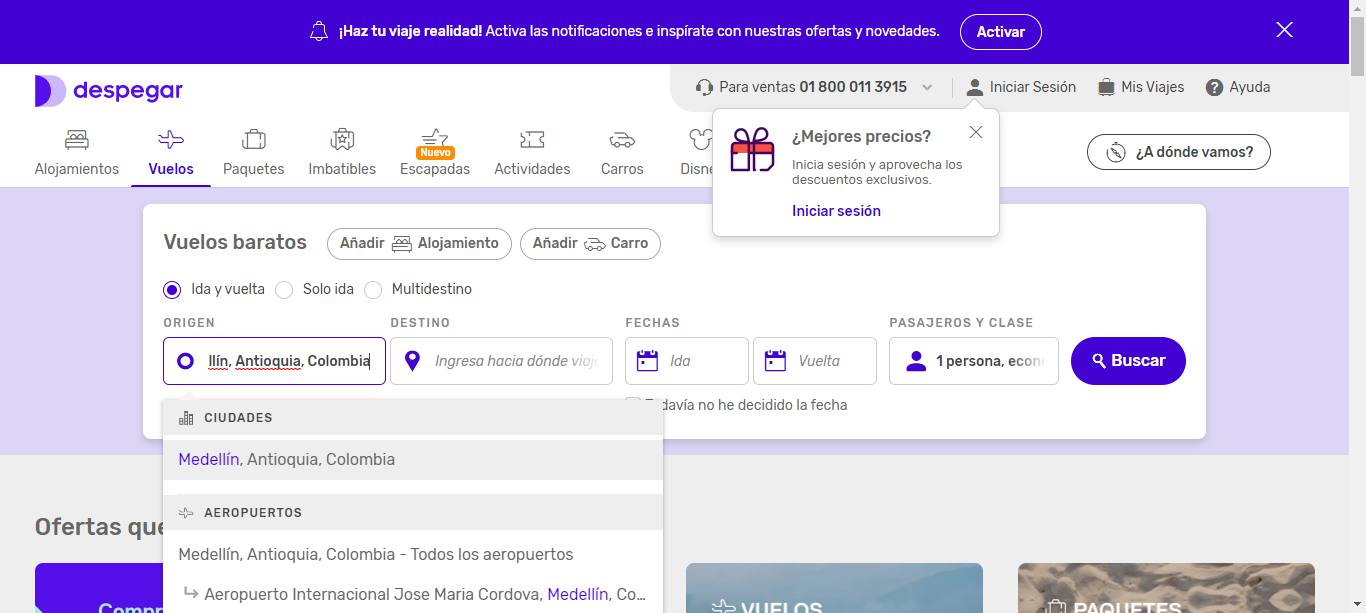 ¡Haz tu viaje realidad! Activa las notificaciones e inspírate con nuestras ofertas y novedades. Activar
despegar
Para ventas 01 800 011 3915 Iniciar Sesión Mis Viajes Ayuda
Alojamientos Vuelos Paquetes Imbatibles Nuevo Escapadas Actividades Carros Disne
¿A dónde vamos?
¿Mejores precios?
Inicia sesión y aprovecha los
descuentos exclusivos.
Iniciar sesión
Vuelos baratos Añadir Alojamiento Añadir Carro
Ida y vuelta Solo ida Multidestino
ORIGEN DESTINO FECHAS PASAJEROS Y CLASE
llín, Antioquia, Colombia Ingresa hacia dónde viaj Ida Vuelta 1 persona, econ Buscar
Todavía no he decidido la fecha
CIUDADES
Medellín, Antioquia, Colombia
AEROPUERTOS
Medellín, Antioquia, Colombia - Todos los aeropuertos
Aeropuerto Internacional Jose Maria Cordova, Medellín, Co...
Ofertas que
Compr
VUELOS
PAQUETES